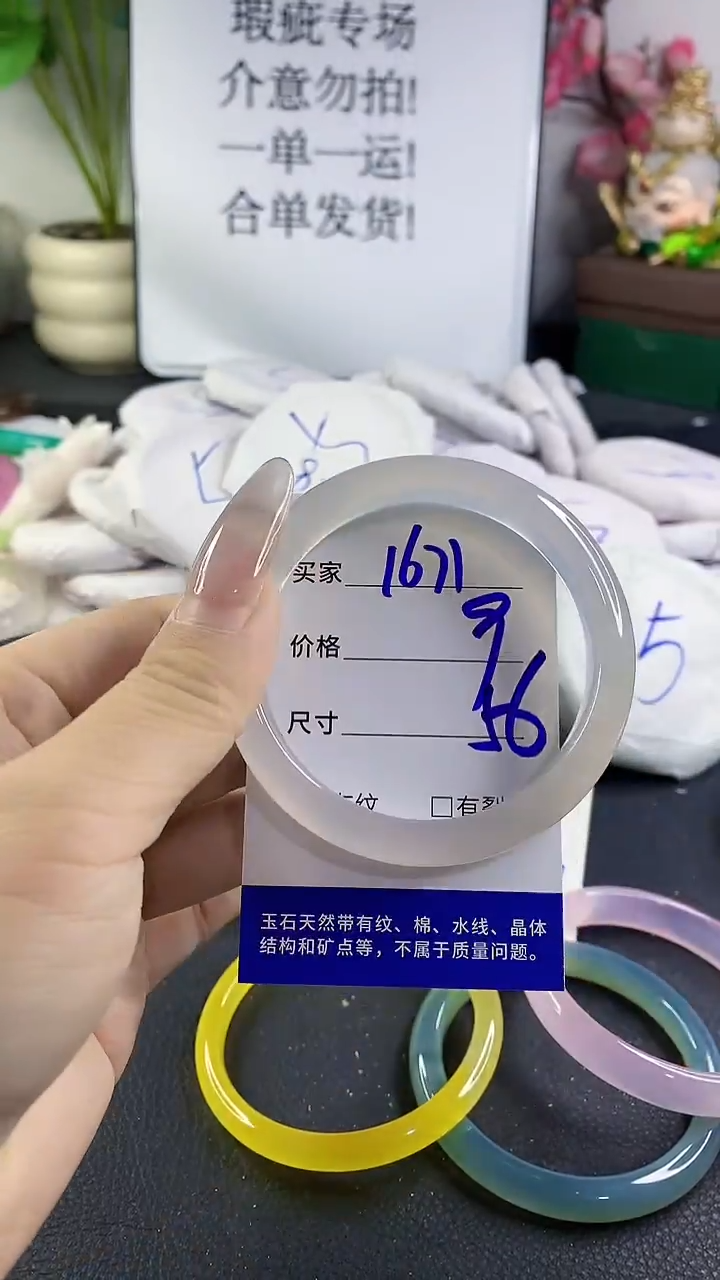 瑕疵专场
介意勿拍!
一单一运!
合单发货!
买家 1671
价格 9
尺寸 56
纹 □有裂
玉石天然带有纹、棉、水线、晶体
结构和矿点等，不属于质量问题。
5